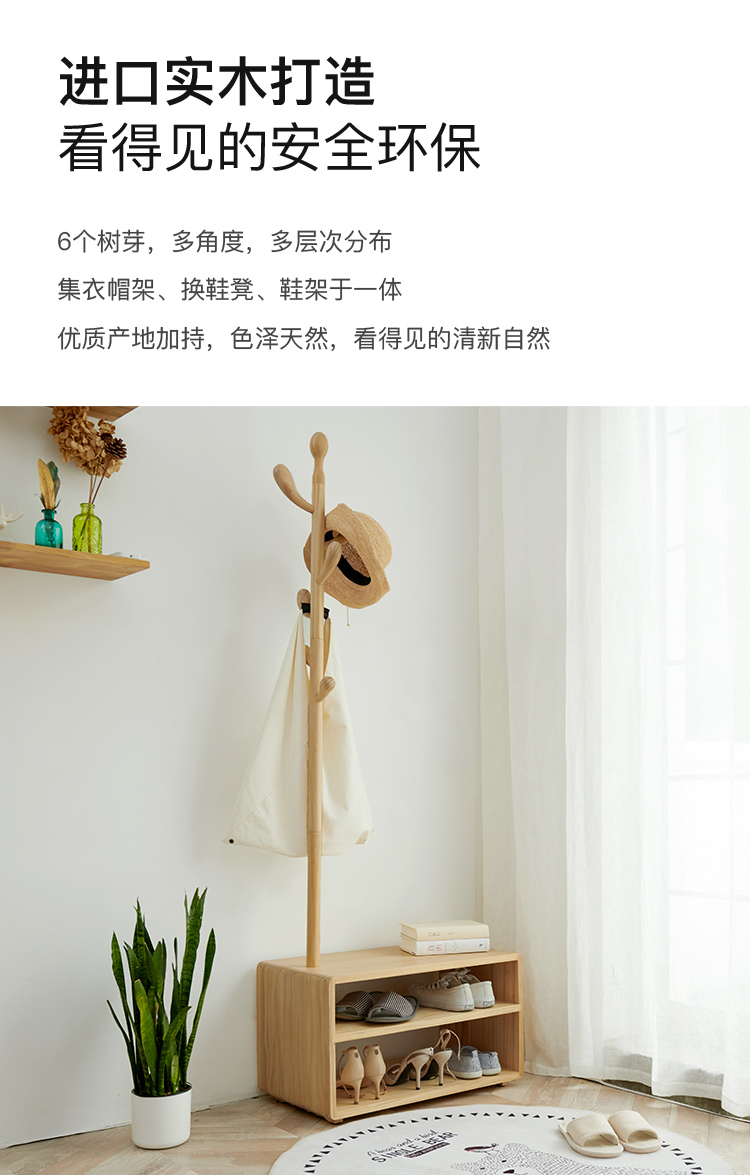 进口实木打造
看得见的安全环保
6个树芽，多角度，多层次分布
集衣帽架、换鞋凳、鞋架于一体
优质产地加持，色泽天然，看得见的清新自然
SINGLE BEAR